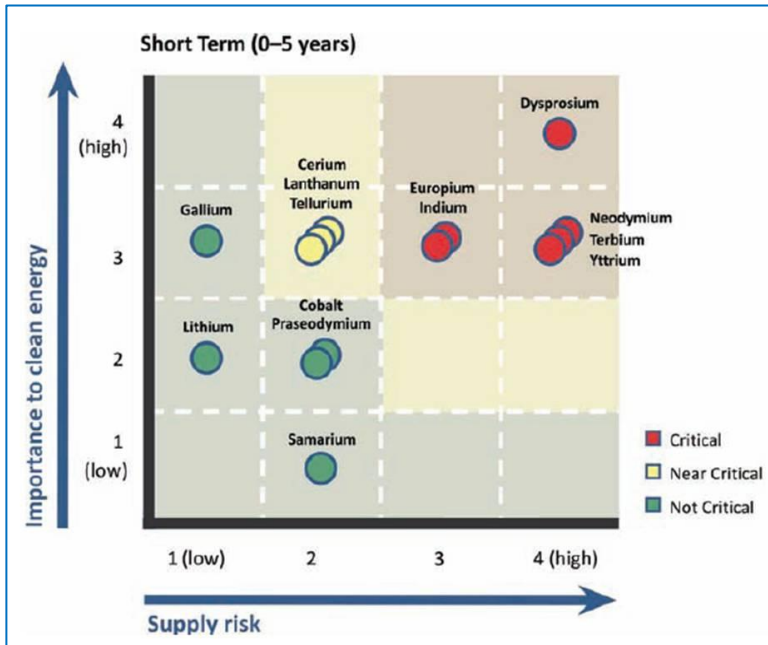 Short Term (0–5 years)
Importance to clean energy
4
(high)
3
2
1
(low)
Dysprosium
Cerium
Lanthanum
Tellurium
Europium
Indium
Gallium
Neodymium
Terbium
Yttrium
Cobalt
Praseodymium
Lithium
Samarium
Critical
Near Critical
Not Critical
1 (low)
2
3
4 (high)
Supply risk